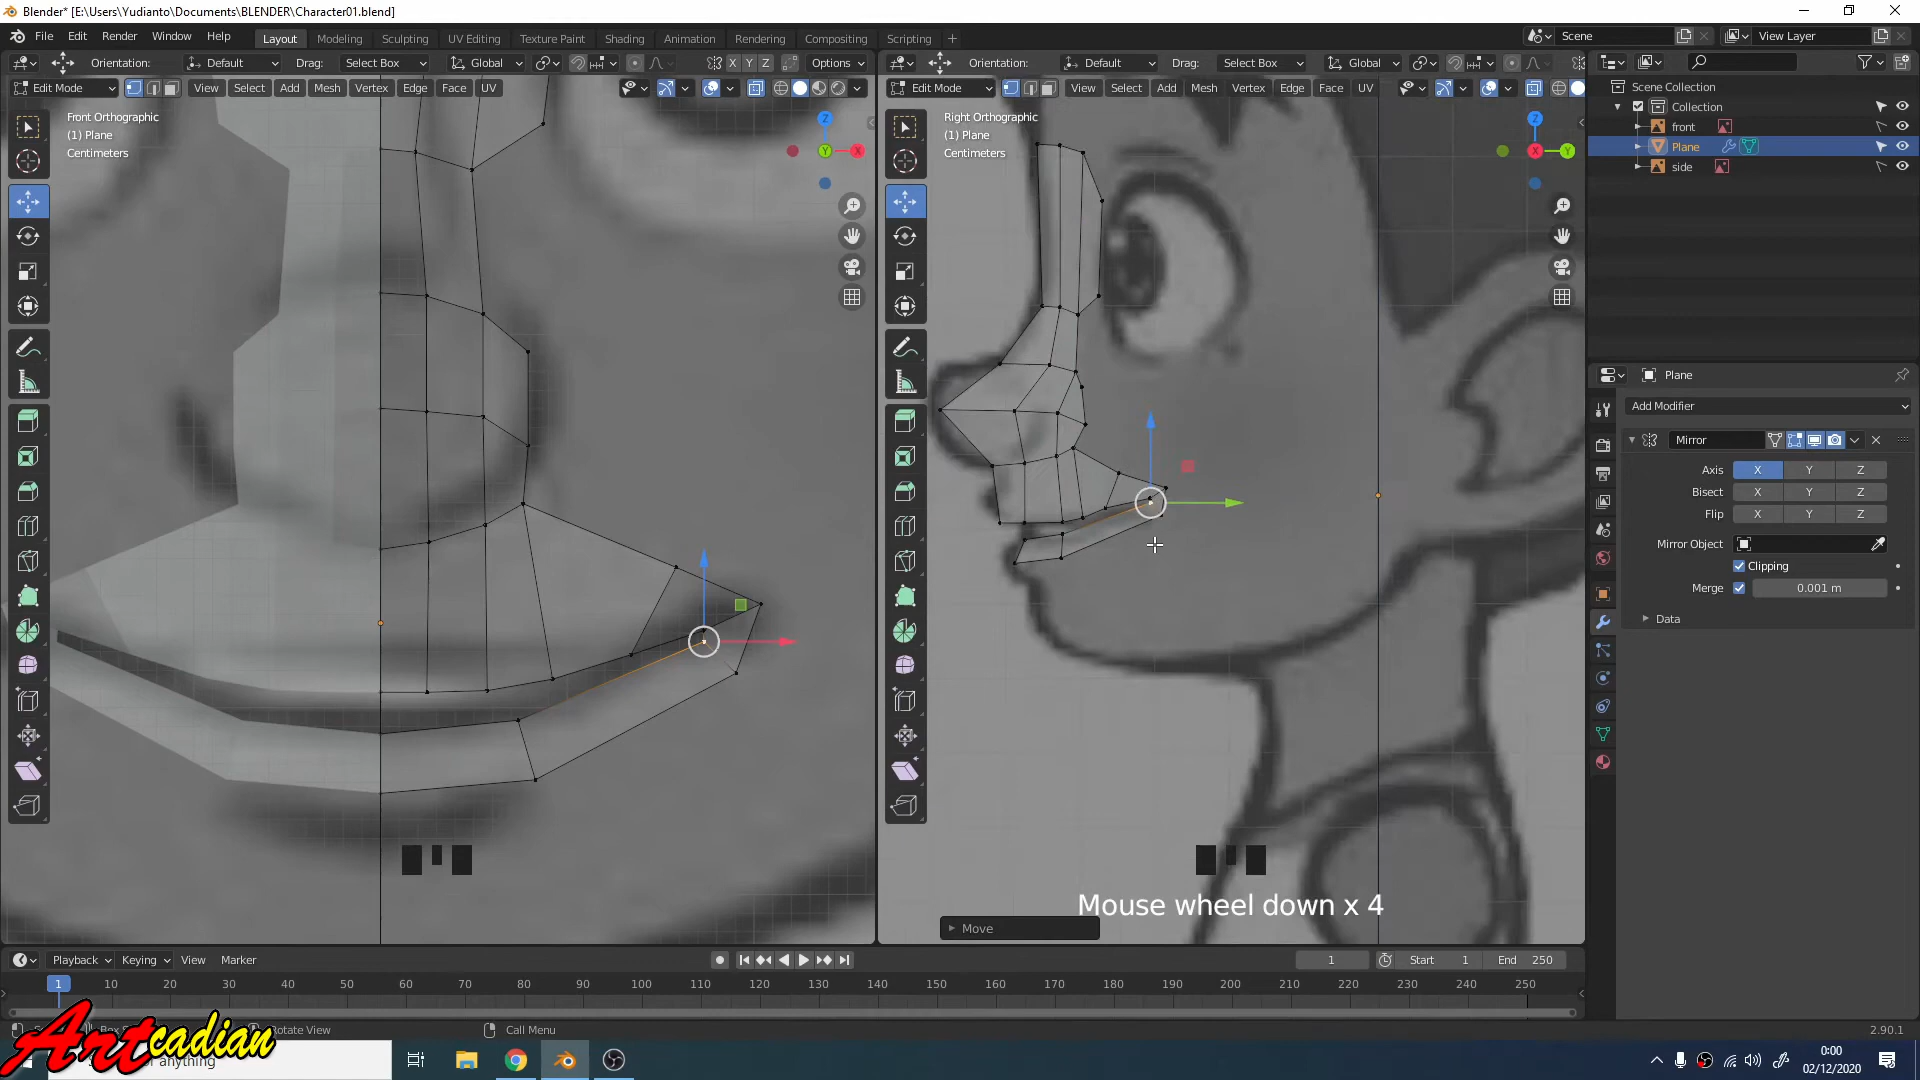 Blender* [E:\Users\Yudianto\Documents\BLENDER\Character01.blend]
File Edit Render Window Help Layout Modeling Sculpting UV Editing Texture Paint Shading Animation Rendering Compositing Scripting + Scene View Layer
Orientation: Default Drag: Select Box Global X Y Z Options Orientation: Default Drag: Select Box Global
Edit Mode View Select Add Mesh Vertex Edge Face UV Edit Mode View Select Add Mesh Vertex Edge Face UV
Scene Collection
Collection
front
Plane
side
Front Orthographic
(1) Plane
Centimeters
Z
Y
X
Right Orthographic
(1) Plane
Centimeters
Z
X
Y
Plane
Add Modifier
Mirror
Axis X Y Z
Bisect X Y Z
Flip X Y Z
Mirror Object
Clipping
Merge 0.001 m
Data
Mouse wheel down x 4
Move
Playback Keying View Marker 1 Start 1 End 250
1 10 20 30 40 50 60 70 80 90 100 110 120 130 140 150 160 170 180 190 200 210 220 230 240 250
Rotate View Call Menu 2.90.1
Artcadian
anything
0:00
02/12/2020